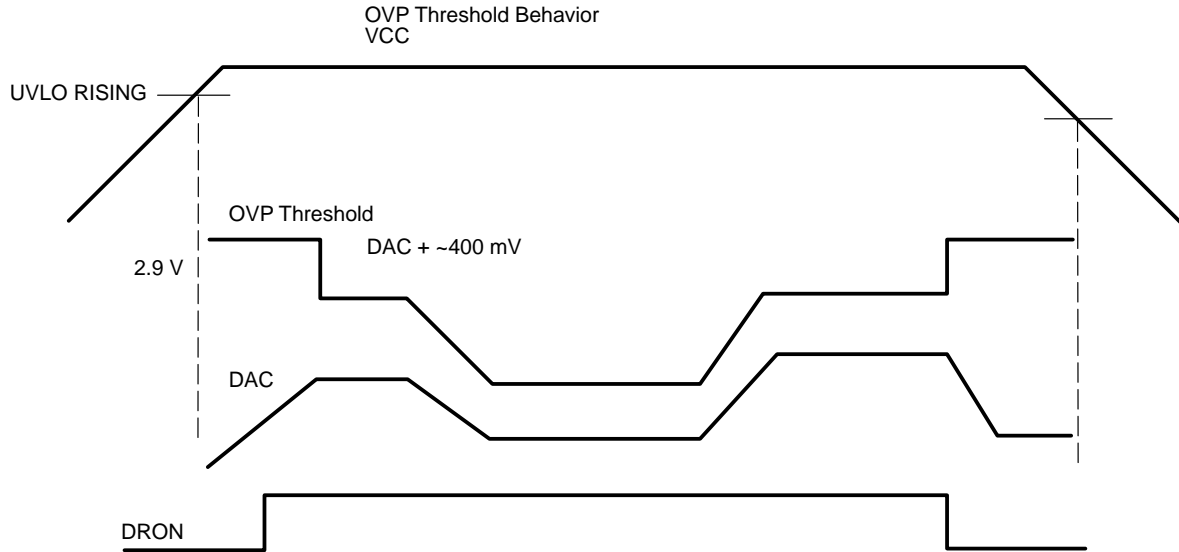 OVP Threshold Behavior
VCC
UVLO RISING
OVP Threshold
DAC + ~400 mV
2.9 V
DAC
DRON